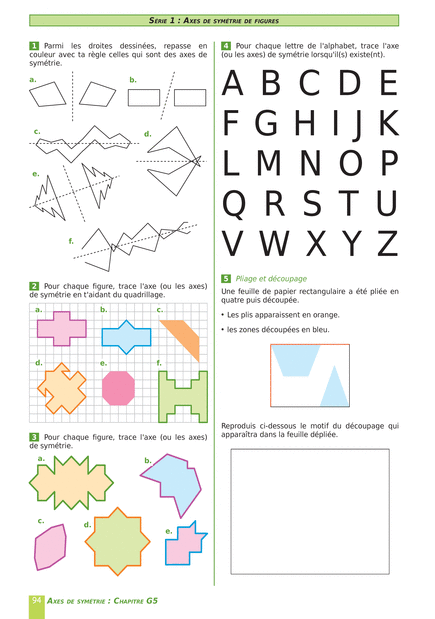 SÉRIE 1 : AXES DE SYMÉTRIE DE FIGURES
1 Parmi les droites dessinées, repasse en
couleur avec ta règle celles qui sont des axes de
symétrie.
a.
b.
c.
d.
e.
f.
2 Pour chaque figure, trace l'axe (ou les axes)
de symétrie en t'aidant du quadrillage.
a.
b.
c.
d.
e.
f.
3 Pour chaque figure, trace l'axe (ou les axes)
de symétrie.
a.
b.
c.
d.
e.
4 Pour chaque lettre de l'alphabet, trace l'axe
(ou les axes) de symétrie lorsqu'il(s) existe(nt).
A B C D E
F G H I J K
L M N O P
Q R S T U
V W X Y Z
5 Pliage et découpage
Une feuille de papier rectangulaire a été pliée en
quatre puis découpée.
• Les plis apparaissent en orange.
• les zones découpées en bleu.
Reproduis ci-dessous le motif du découpage qui
apparaîtra dans la feuille dépliée.
94 AXES DE SYMÉTRIE : CHAPITRE G5